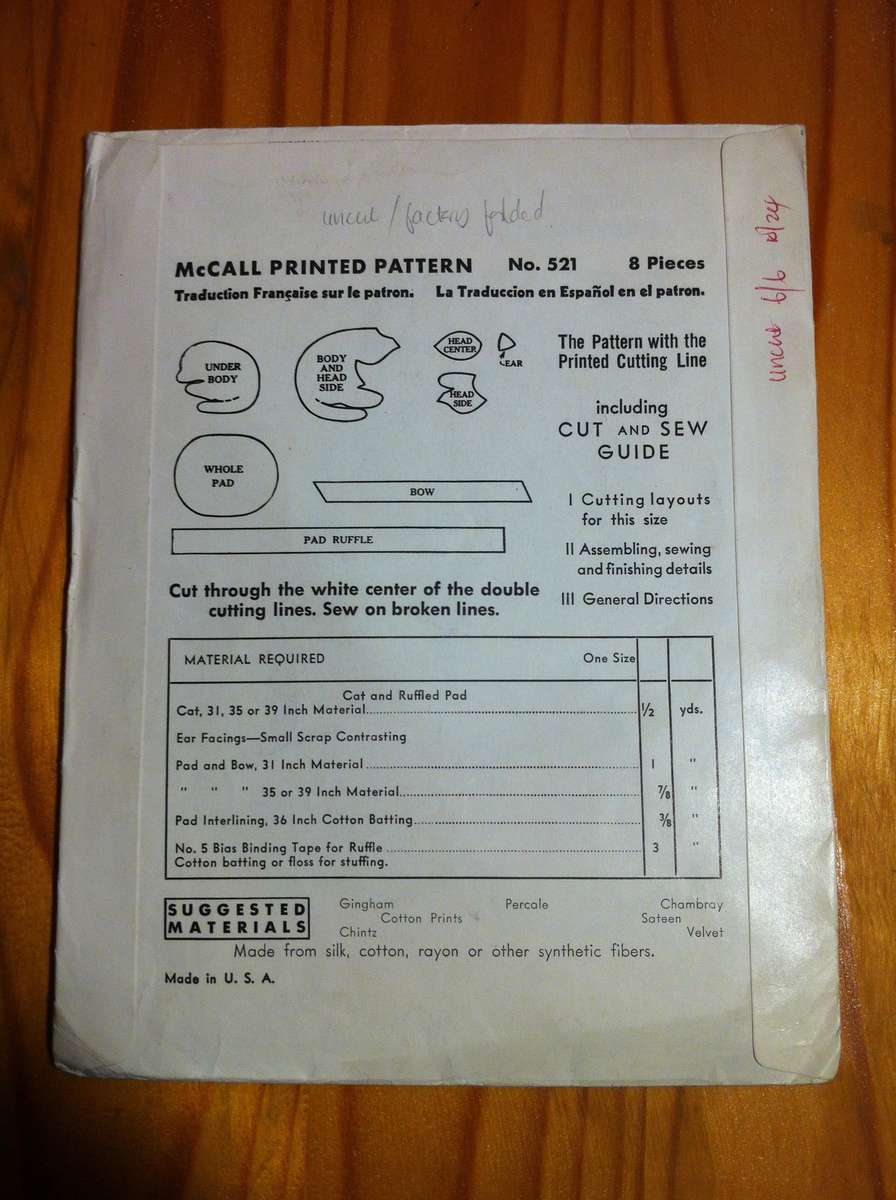 uncut / factory folded
McCALL PRINTED PATTERN No. 521 8 Pieces
Traduction Française sur le patron. La Traduccion en Español en el patron.
UNDER
BODY
BODY
AND
HEAD
SIDE
HEAD
CENTER
EAR
HEAD
SIDE
WHOLE
PAD
BOW
PAD RUFFLE
The Pattern with the
Printed Cutting Line
including
CUT AND SEW
GUIDE
I Cutting layouts
for this size
II Assembling, sewing
and finishing details
III General Directions
Cut through the white center of the double
cutting lines. Sew on broken lines.
MATERIAL REQUIRED One Size
Cat and Ruffled Pad
Cat, 31, 35 or 39 Inch Material ½ yds.
Ear Facings—Small Scrap Contrasting
Pad and Bow, 31 Inch Material 1 "
" " " 35 or 39 Inch Material ⅞ "
Pad Interlining, 36 Inch Cotton Batting ⅜ "
No. 5 Bias Binding Tape for Ruffle 3 "
Cotton batting or floss for stuffing.
SUGGESTED
MATERIALS
Gingham Percale Chambray
Cotton Prints Sateen
Chintz Velvet
Made from silk, cotton, rayon or other synthetic fibers.
Made in U. S. A.
uncut 6/6